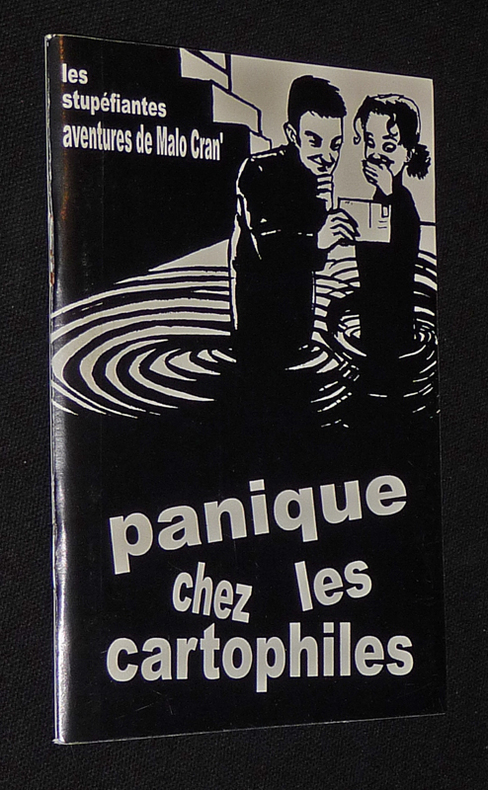 les
stupéfiantes
aventures de Malo Cran'
panique
chez les
cartophiles